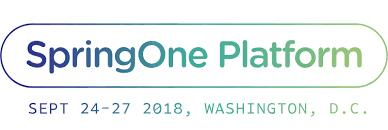 SpringOne Platform
SEPT 24-27 2018, WASHINGTON, D.C.